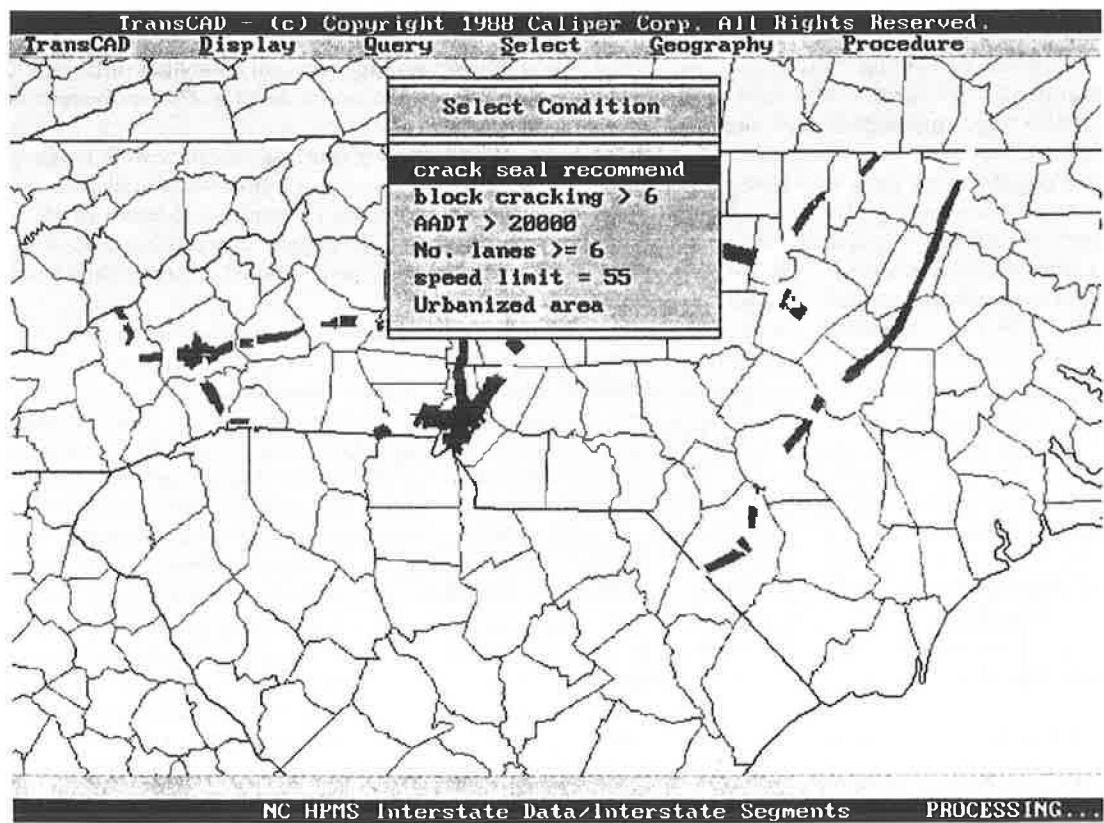 TransCAD - (c) Copyright 1988 Caliper Corp. All Rights Reserved.
TransCAD Display Query Select Geography Procedure
Select Condition
crack seal recommend
block cracking > 6
AADT > 20000
No. lanes >= 6
speed limit = 55
Urbanized area
NC HPMS Interstate Data/Interstate Segments PROCESSING...